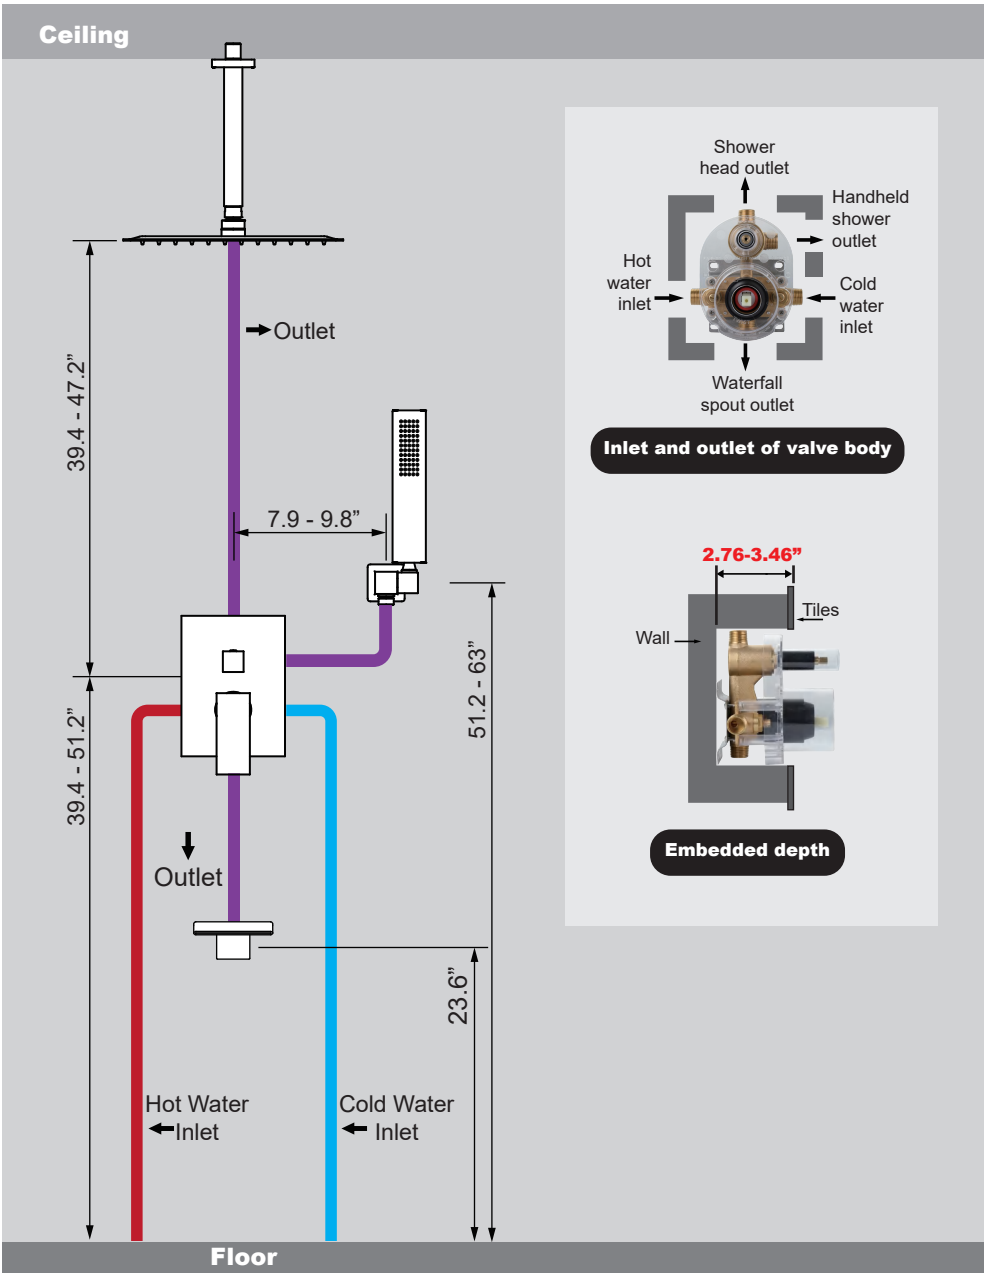 Ceiling
Outlet
39.4 - 47.2”
7.9 - 9.8”
51.2 - 63”
39.4 - 51.2”
Outlet
23.6”
Hot Water
Inlet
Cold Water
Inlet
Floor
Shower
head outlet
Handheld
shower
outlet
Hot
water
inlet
Cold
water
inlet
Waterfall
spout outlet
Inlet and outlet of valve body
2.76-3.46”
Tiles
Wall
Embedded depth